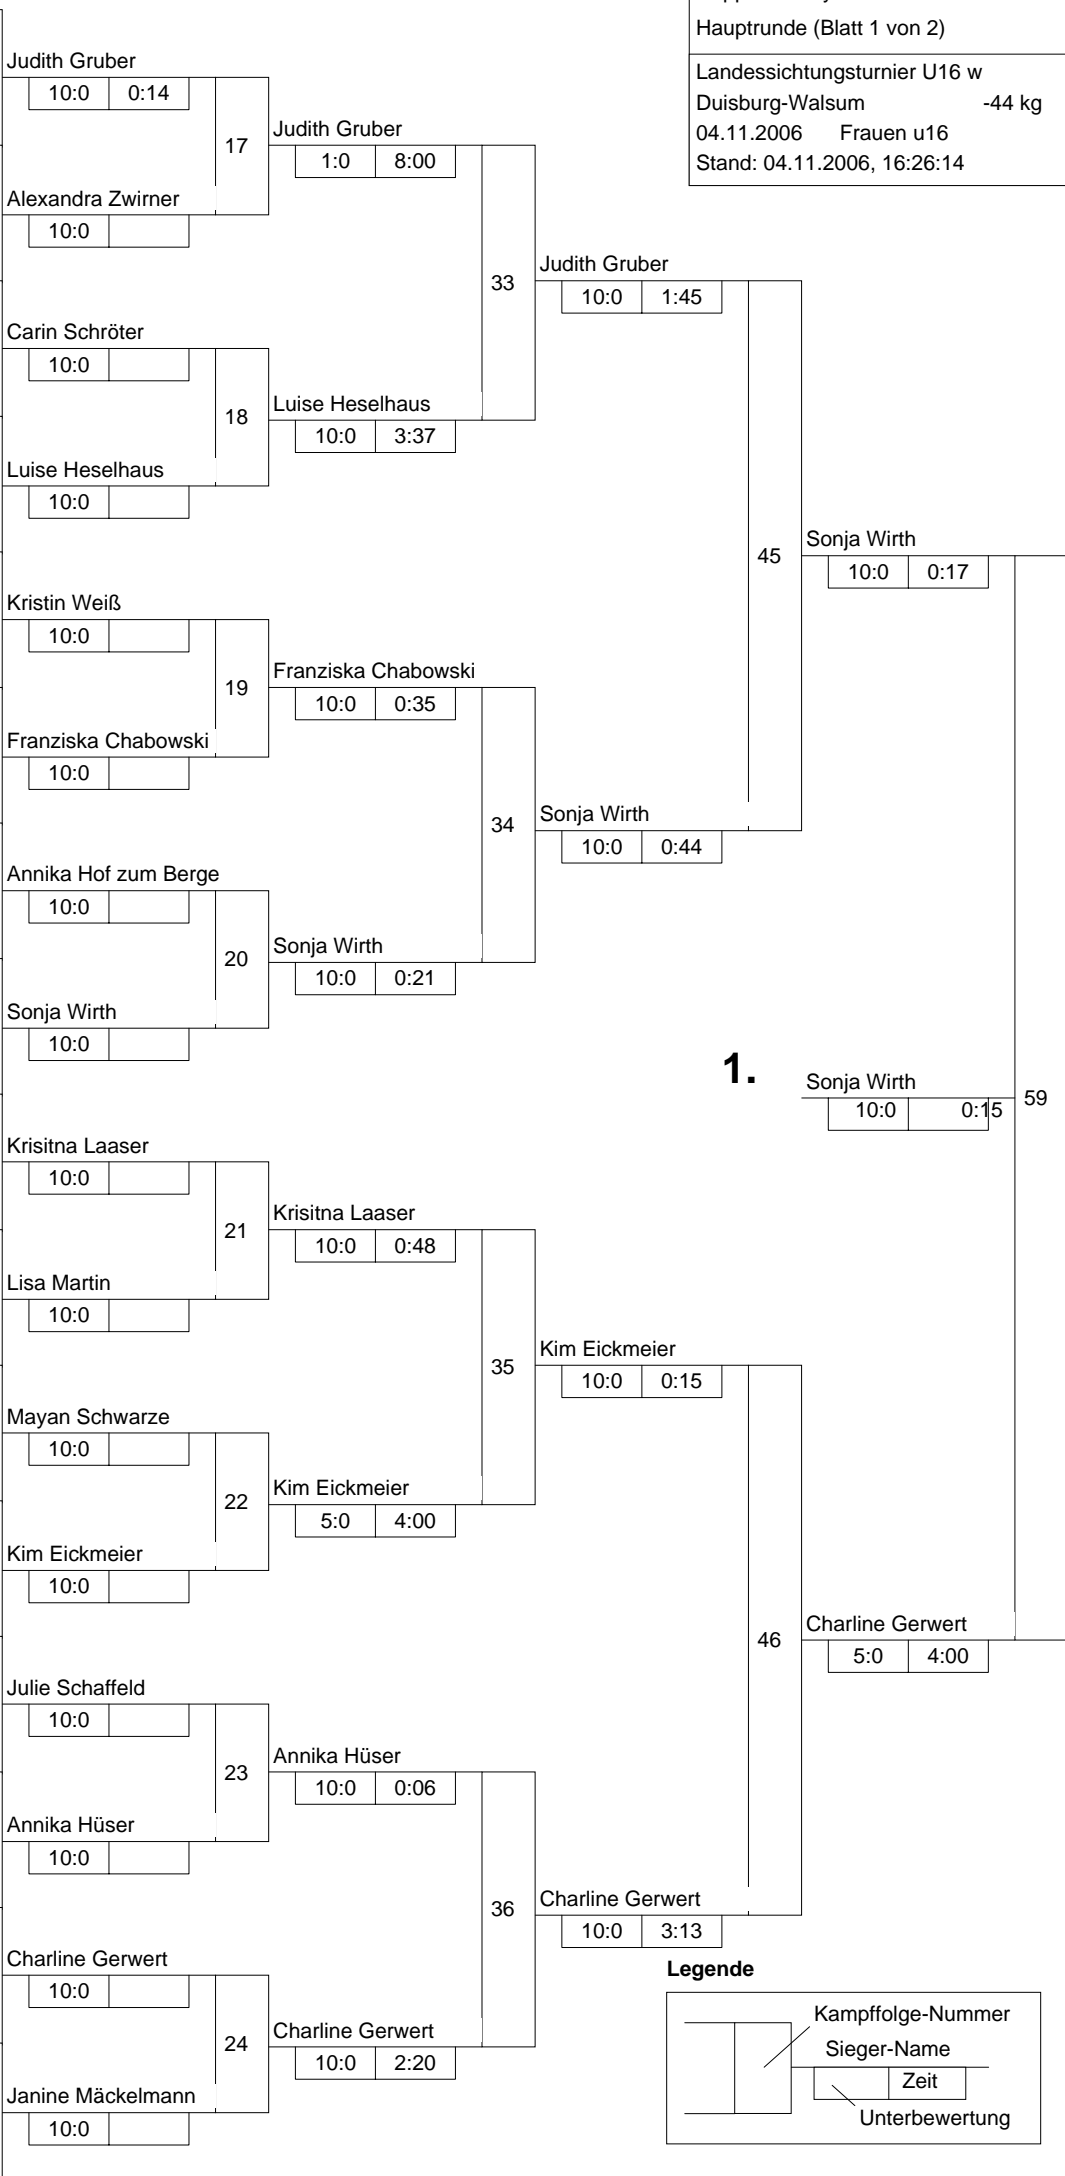 Hauptrunde (Blatt 1 von 2)
Landessichtungsturnier U16 w
Duisburg-Walsum -44 kg
04.11.2006 Frauen u16
Stand: 04.11.2006, 16:26:14
Judith Gruber
10:0 0:14
17
Alexandra Zwirner
10:0
Carin Schröter
10:0
18
Luise Heselhaus
10:0
Kristin Weiß
10:0
19
Franziska Chabowski
10:0
Annika Hof zum Berge
10:0
20
Sonja Wirth
10:0
Krisitna Laaser
10:0
21
Lisa Martin
10:0
Mayan Schwarze
10:0
22
Kim Eickmeier
10:0
Julie Schaffeld
10:0
23
Annika Hüser
10:0
Charline Gerwert
10:0
24
Janine Mäckelmann
10:0
Judith Gruber
1:0 8:00
33
Luise Heselhaus
10:0 3:37
Franziska Chabowski
10:0 0:35
34
Sonja Wirth
10:0 0:21
Krisitna Laaser
10:0 0:48
35
Kim Eickmeier
5:0 4:00
Annika Hüser
10:0 0:06
36
Charline Gerwert
10:0 2:20
Judith Gruber
10:0 1:45
45
Sonja Wirth
10:0 0:44
Kim Eickmeier
10:0 0:15
46
Charline Gerwert
10:0 3:13
Sonja Wirth
10:0 0:17
1. Sonja Wirth
10:0 0:15
59
Charline Gerwert
5:0 4:00
Legende
Kampffolge-Nummer
Sieger-Name
Zeit
Unterbewertung